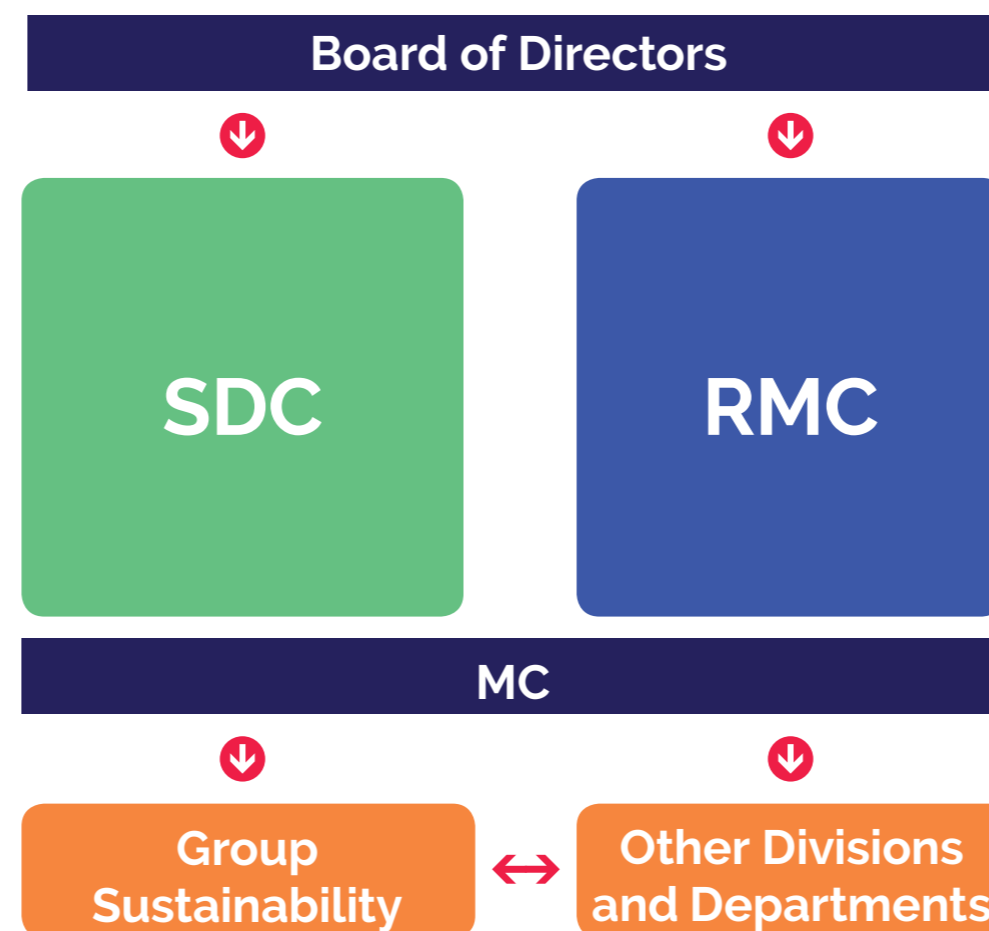 Board of Directors
SDC
RMC
MC
Group
Sustainability
Other Divisions
and Departments